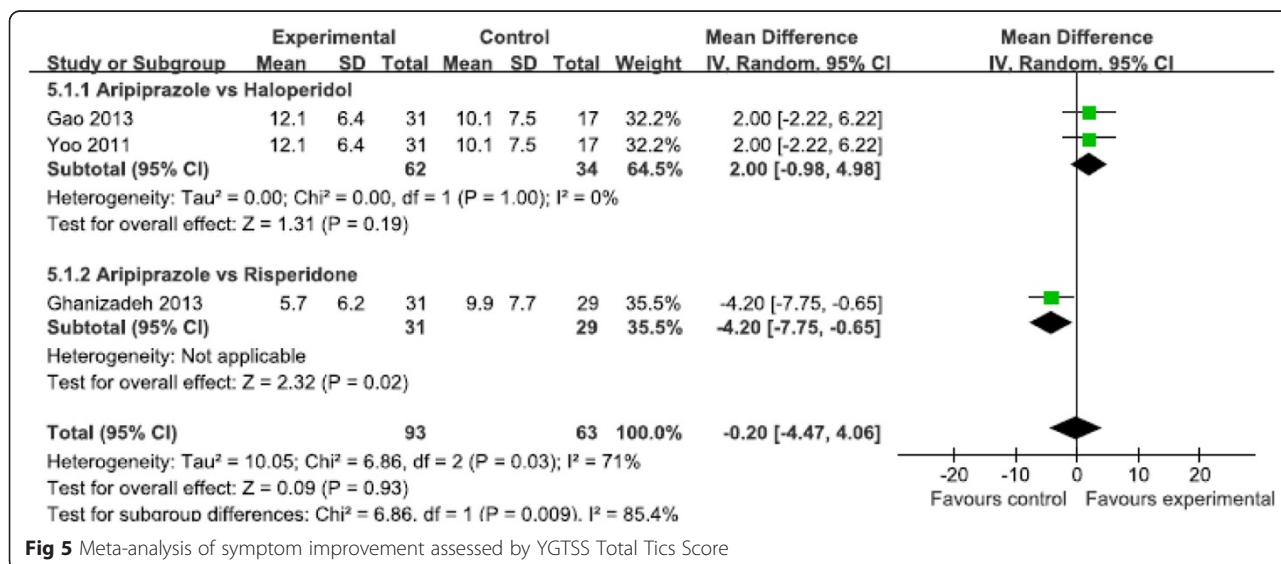 Experimental Control Mean Difference Mean Difference
Study or Subgroup Mean SD Total Mean SD Total Weight IV, Random, 95% CI IV, Random, 95% CI
5.1.1 Aripiprazole vs Haloperidol
Gao 2013 12.1 6.4 31 10.1 7.5 17 32.2% 2.00 [-2.22, 6.22]
Yoo 2011 12.1 6.4 31 10.1 7.5 17 32.2% 2.00 [-2.22, 6.22]
Subtotal (95% CI) 62 34 64.5% 2.00 [-0.98, 4.98]
Heterogeneity: Tau² = 0.00; Chi² = 0.00, df = 1 (P = 1.00); I² = 0%
Test for overall effect: Z = 1.31 (P = 0.19)
5.1.2 Aripiprazole vs Risperidone
Ghanizadeh 2013 5.7 6.2 31 9.9 7.7 29 35.5% -4.20 [-7.75, -0.65]
Subtotal (95% CI) 31 29 35.5% -4.20 [-7.75, -0.65]
Heterogeneity: Not applicable
Test for overall effect: Z = 2.32 (P = 0.02)
Total (95% CI) 93 63 100.0% -0.20 [-4.47, 4.06]
Heterogeneity: Tau² = 10.05; Chi² = 6.86, df = 2 (P = 0.03); I² = 71%
Test for overall effect: Z = 0.09 (P = 0.93)
Test for subgroup differences: Chi² = 6.86, df = 1 (P = 0.009), I² = 85.4%
-20 -10 0 10 20
Favours control Favours experimental
Fig 5 Meta-analysis of symptom improvement assessed by YGTSS Total Tics Score